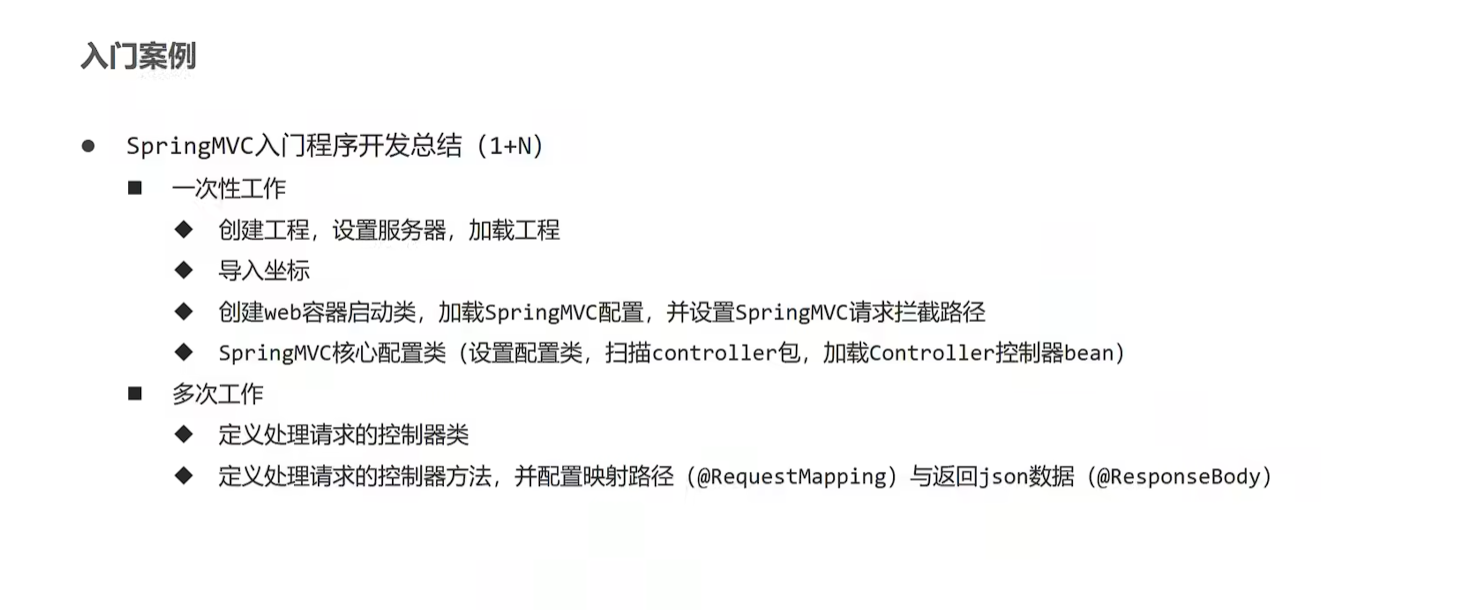 入门案例
SpringMVC入门程序开发总结（1+N）
一次性工作
创建工程，设置服务器，加载工程
导入坐标
创建web容器启动类，加载SpringMVC配置，并设置SpringMVC请求拦截路径
SpringMVC核心配置类（设置配置类，扫描controller包，加载Controller控制器bean）
多次工作
定义处理请求的控制器类
定义处理请求的控制器方法，并配置映射路径（@RequestMapping）与返回json数据（@ResponseBody）